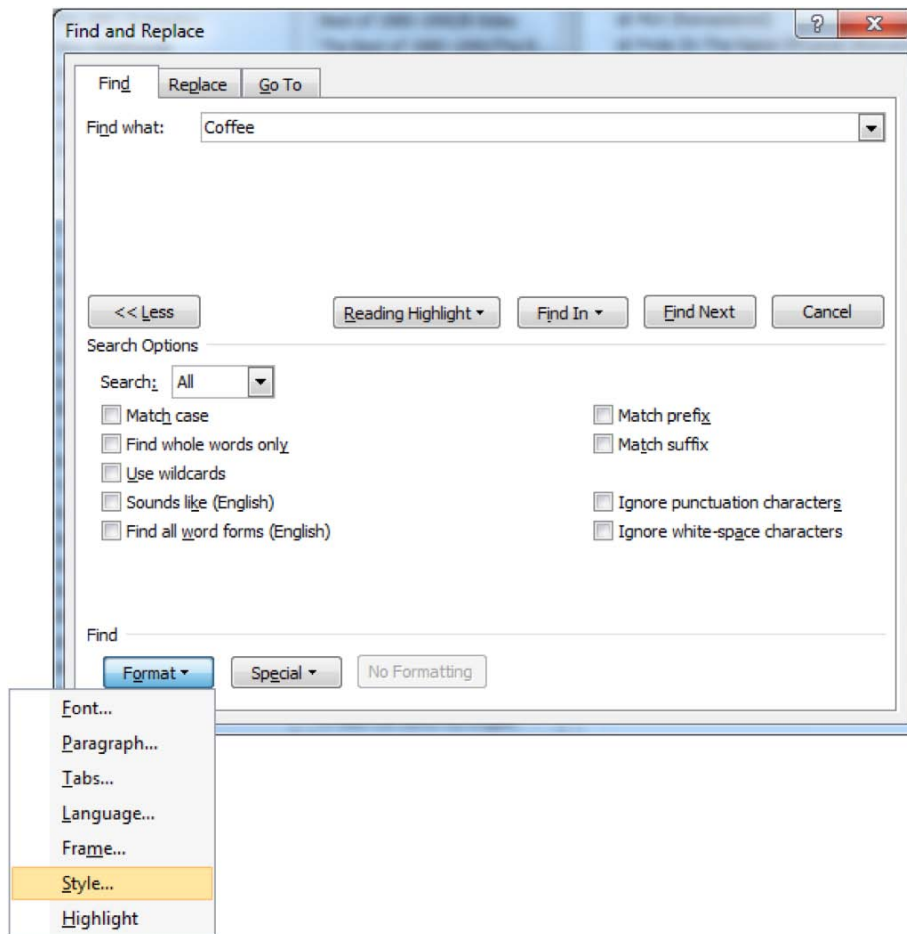 Find and Replace
Find Replace Go To
Find what: Coffee
<< Less Reading Highlight Find In Find Next Cancel
Search Options
Search: All
Match case Match prefix
Find whole words only Match suffix
Use wildcards
Sounds like (English) Ignore punctuation characters
Find all word forms (English) Ignore white-space characters
Find
Format Special No Formatting
Font...
Paragraph...
Tabs...
Language...
Frame...
Style...
Highlight